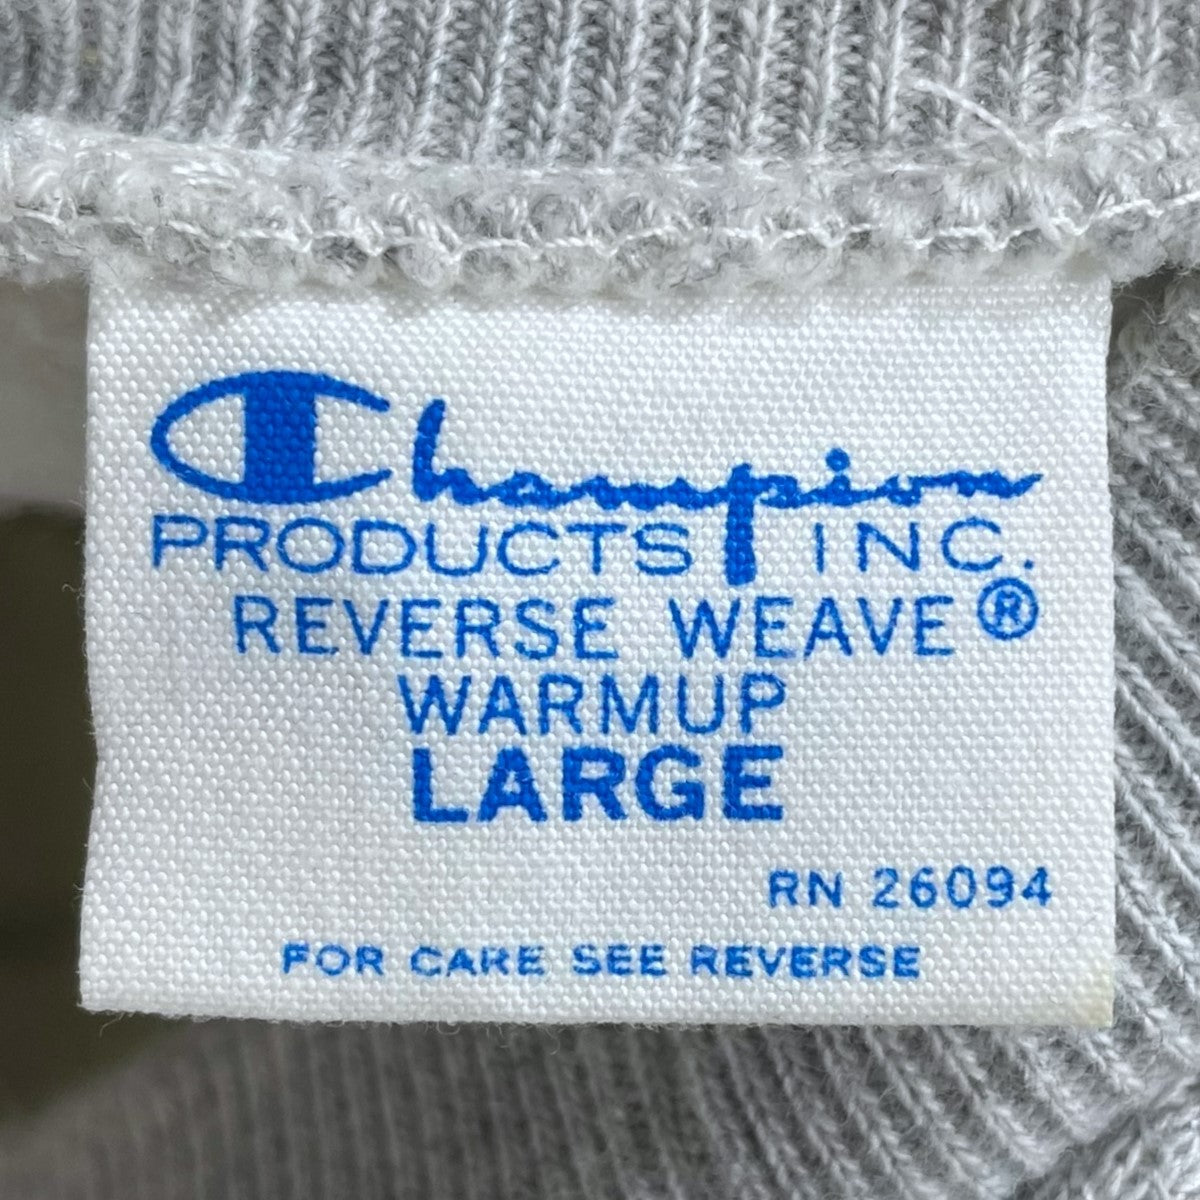 Champion
PRODUCTS INC.
REVERSE WEAVE®
WARMUP
LARGE
RN 26094
FOR CARE SEE REVERSE